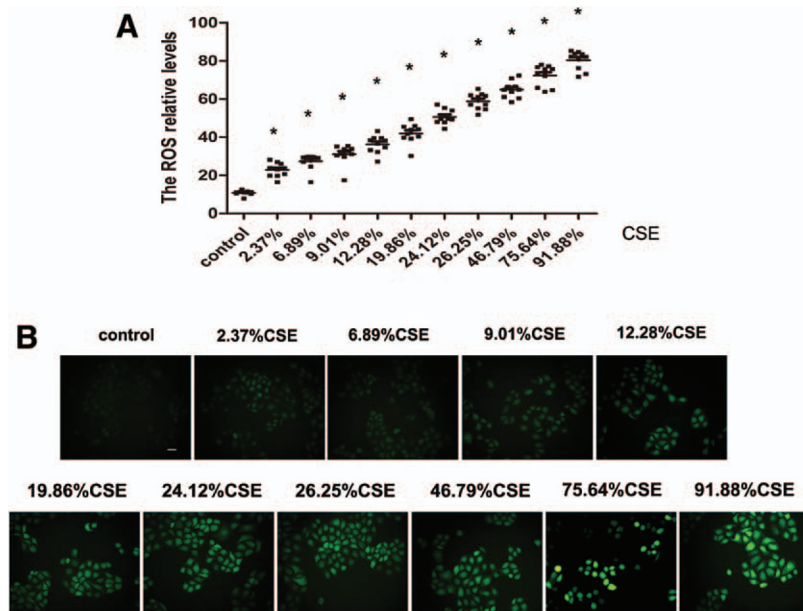 A
The ROS relative levels
100
80
60
40
20
0
* * * * * * * * * *
control 2.37% 6.89% 9.01% 12.28% 19.86% 24.12% 26.25% 46.79% 75.64% 91.88%
CSE
B
control 2.37%CSE 6.89%CSE 9.01%CSE 12.28%CSE
19.86%CSE 24.12%CSE 26.25%CSE 46.79%CSE 75.64%CSE 91.88%CSE